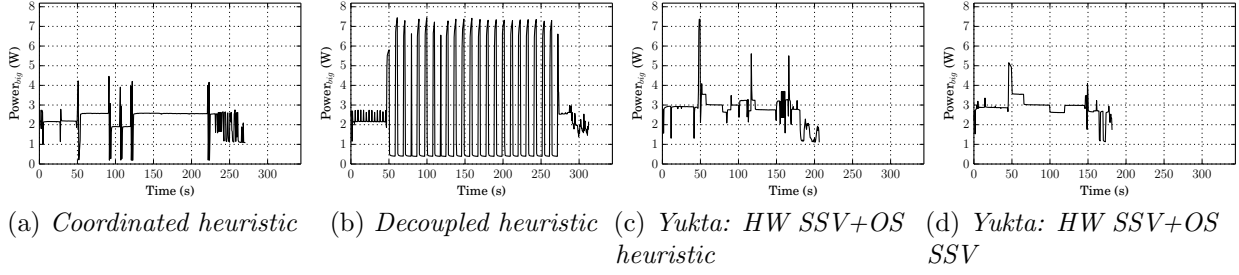 8
7
6
5
4
3
2
1
0
Power_big (W)
0 50 100 150 200 250 300
Time (s)
8
7
6
5
4
3
2
1
0
Power_big (W)
0 50 100 150 200 250 300
Time (s)
8
7
6
5
4
3
2
1
0
Power_big (W)
0 50 100 150 200 250 300
Time (s)
8
7
6
5
4
3
2
1
0
Power_big (W)
0 50 100 150 200 250 300
Time (s)
(a) Coordinated heuristic
(b) Decoupled heuristic
(c) Yukta: HW SSV+OS
heuristic
(d) Yukta: HW SSV+OS
SSV